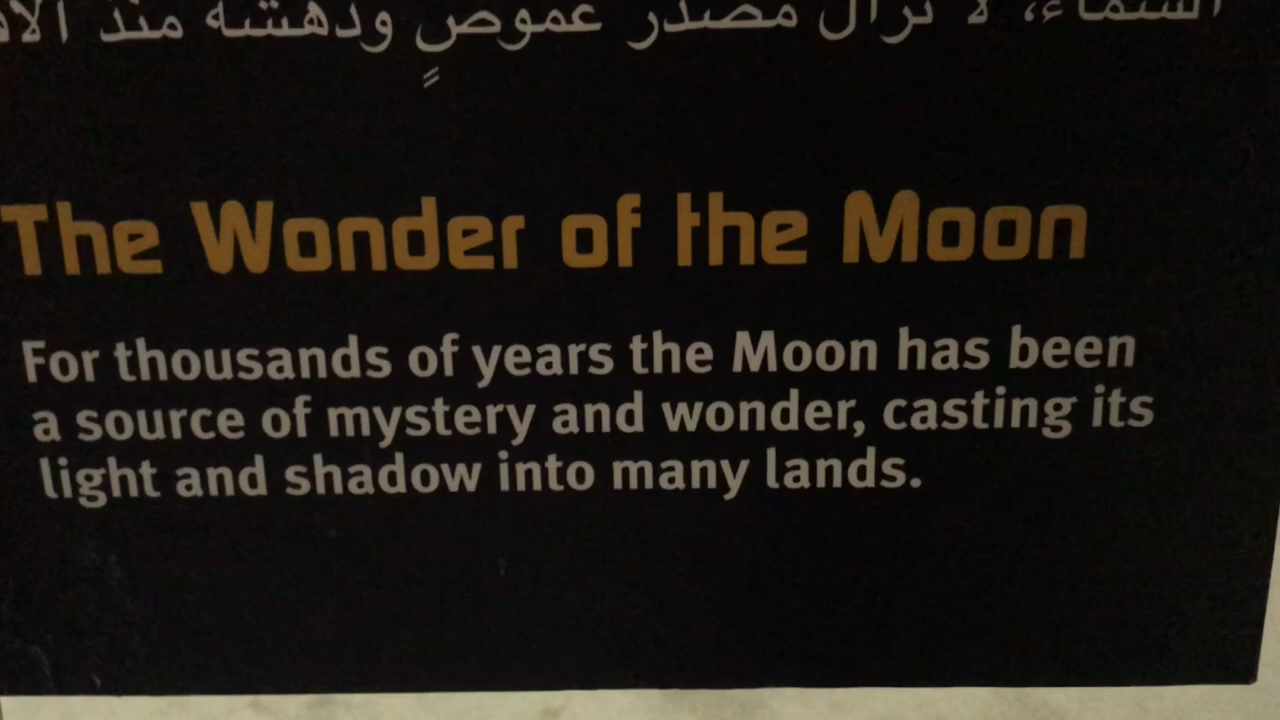 السماء، لا تزال مصدر غموضٍ ودهشة منذ
The Wonder of the Moon
For thousands of years the Moon has been
a source of mystery and wonder, casting its
light and shadow into many lands.